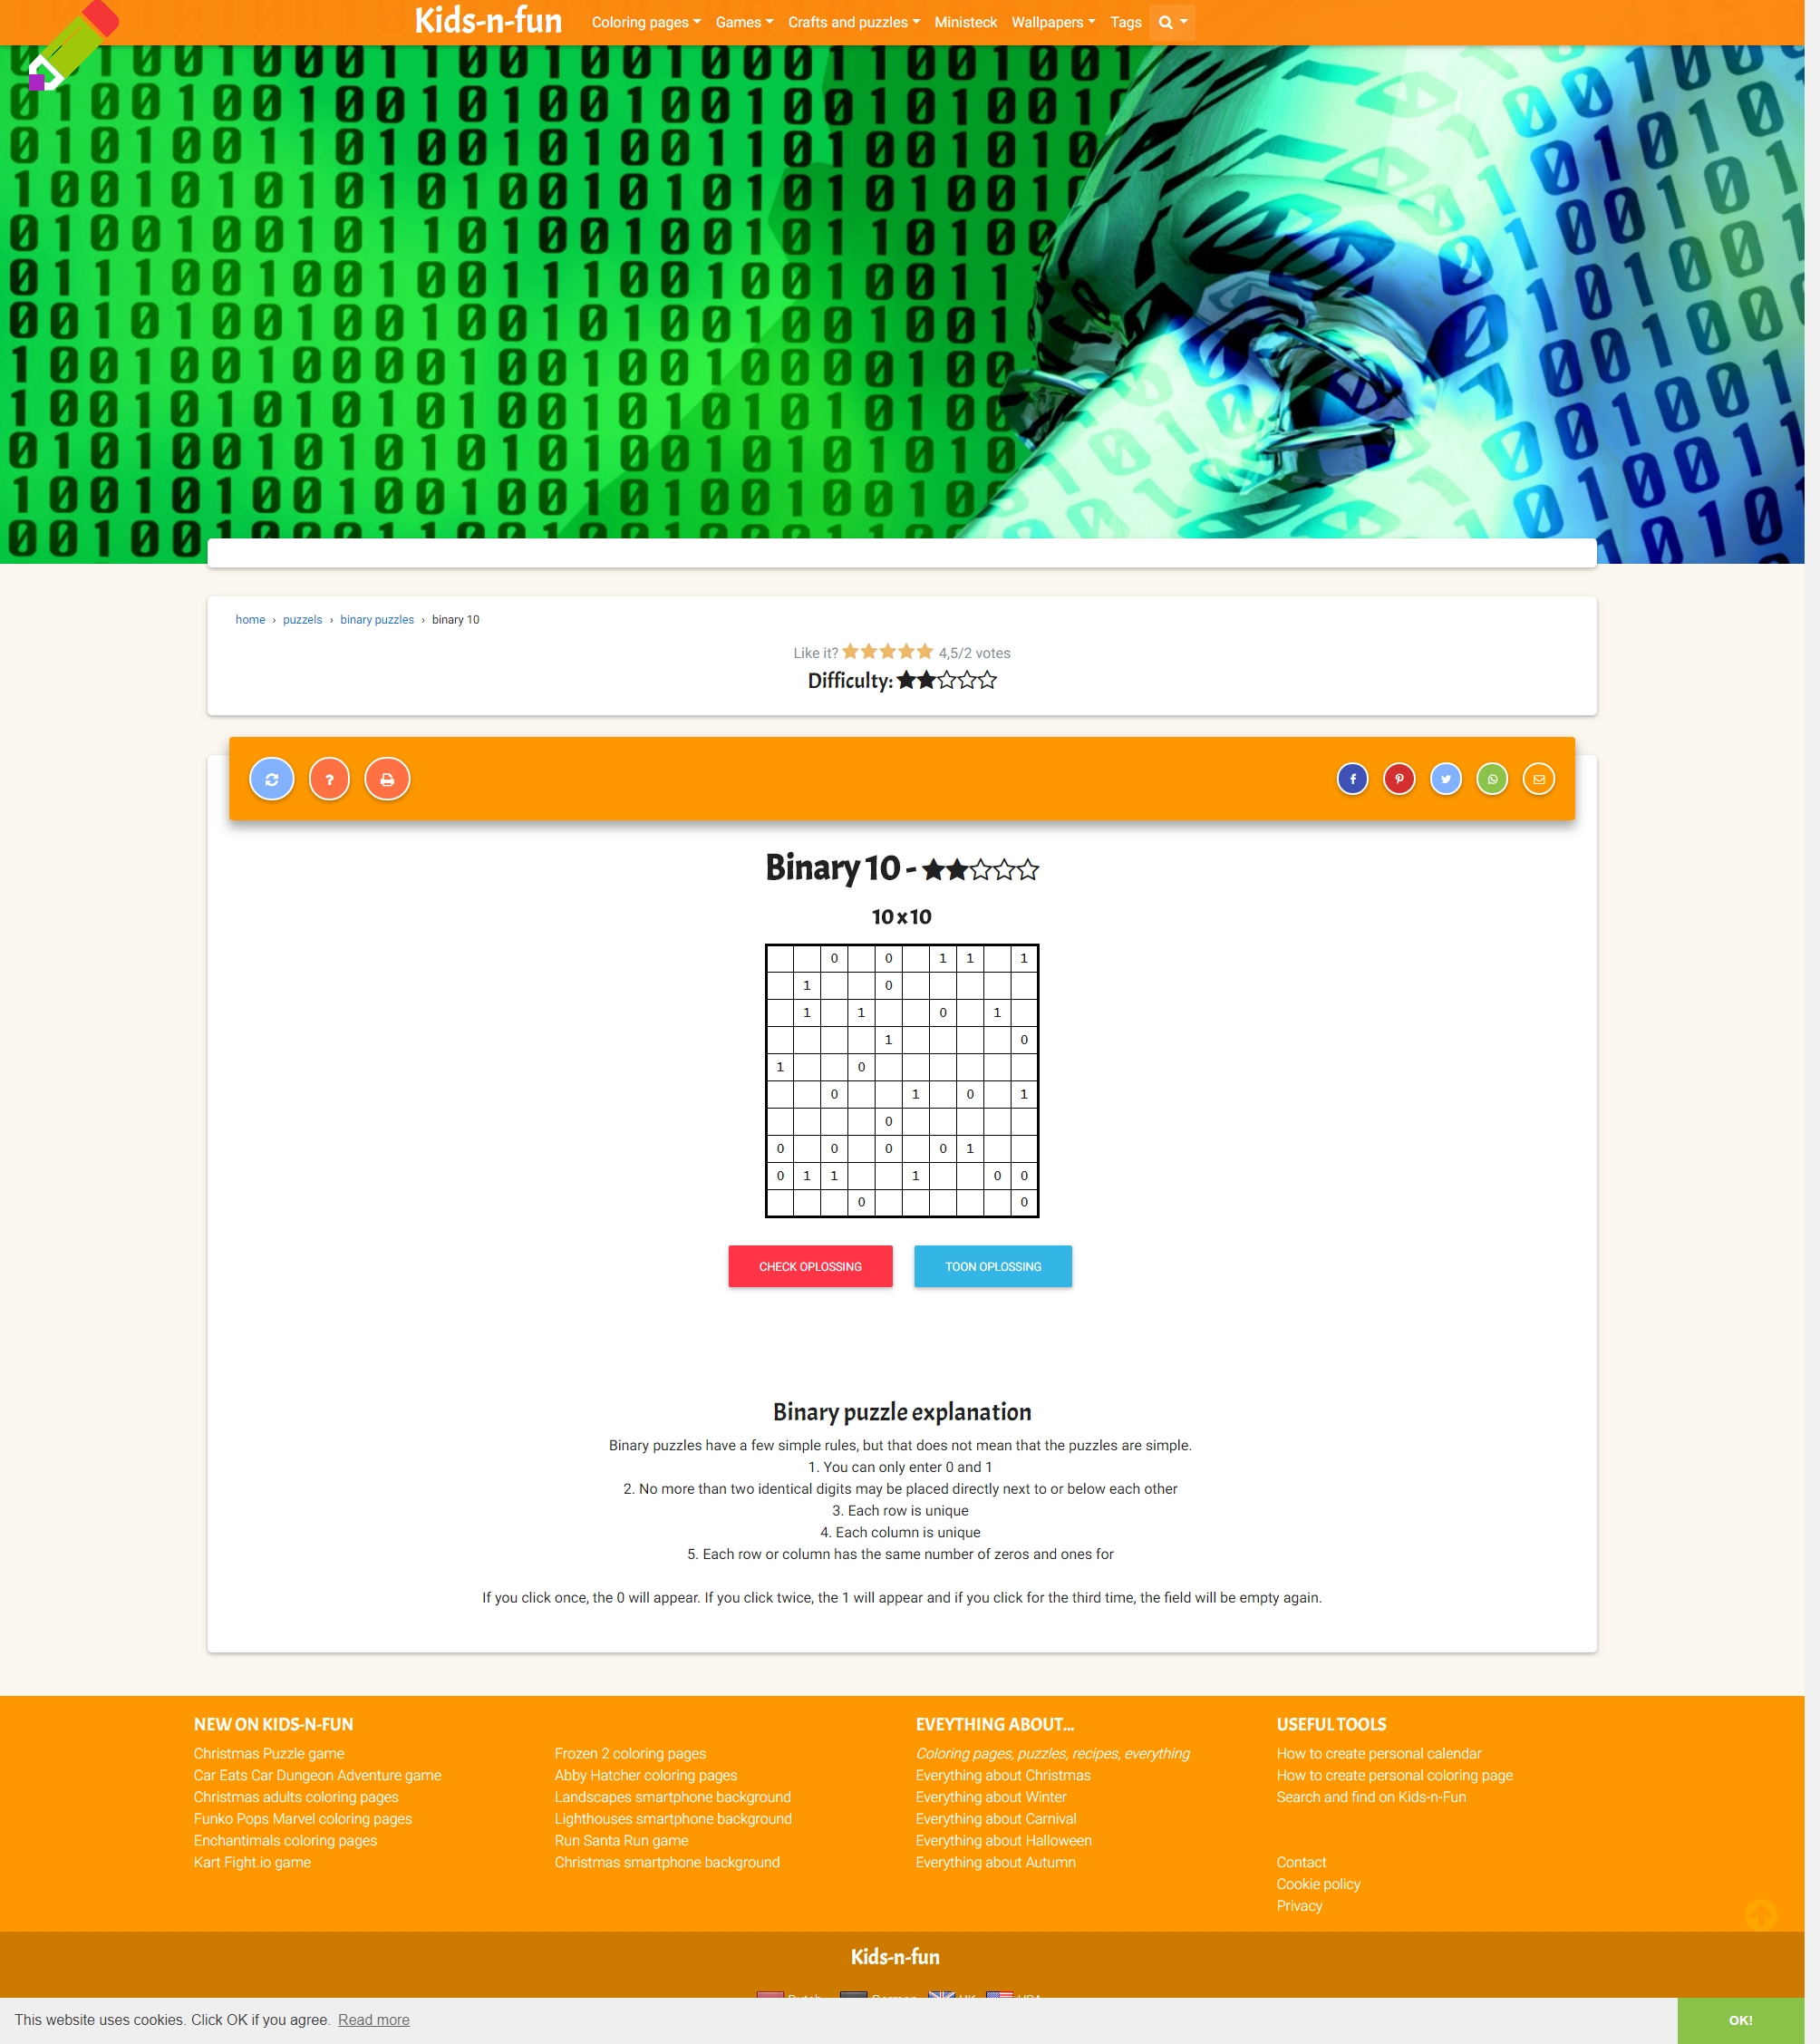 Kids-n-fun Coloring pages Games Crafts and puzzles Ministeck Wallpapers Tags
home › puzzels › binary puzzles › binary 10
Like it? 4,5/2 votes
Difficulty:
Binary 10 -
10 x 10
0 0 1 1 1
1 0
1 1 0 1
1 0
1 0
0 1 0 1
0
0 0 0 0 1
0 1 1 1 0 0
0 0
CHECK OPLOSSING TOON OPLOSSING
Binary puzzle explanation
Binary puzzles have a few simple rules, but that does not mean that the puzzles are simple.
1. You can only enter 0 and 1
2. No more than two identical digits may be placed directly next to or below each other
3. Each row is unique
4. Each column is unique
5. Each row or column has the same number of zeros and ones for
If you click once, the 0 will appear. If you click twice, the 1 will appear and if you click for the third time, the field will be empty again.
NEW ON KIDS-N-FUN
Christmas Puzzle game
Car Eats Car Dungeon Adventure game
Christmas adults coloring pages
Funko Pops Marvel coloring pages
Enchantimals coloring pages
Kart Fight.io game
Frozen 2 coloring pages
Abby Hatcher coloring pages
Landscapes smartphone background
Lighthouses smartphone background
Run Santa Run game
Christmas smartphone background
EVEYTHING ABOUT...
Coloring pages, puzzles, recipes, everything
Everything about Christmas
Everything about Winter
Everything about Carnival
Everything about Halloween
Everything about Autumn
USEFUL TOOLS
How to create personal calendar
How to create personal coloring page
Search and find on Kids-n-Fun
Contact
Cookie policy
Privacy
Kids-n-fun
This website uses cookies. Click OK if you agree. Read more OK!